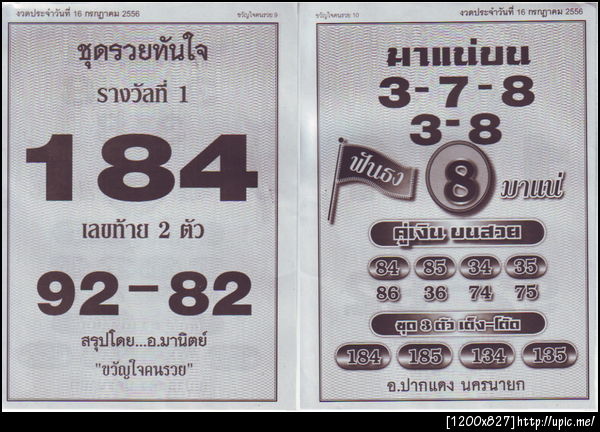 งวดประจำวันที่ 16 กรกฎาคม 2556
ขวัญใจคนรวย 9
ชุดรวยทันใจ
รางวัลที่ 1
184
เลขท้าย 2 ตัว
92-82
สรุปโดย...อ.มานิตย์
"ขวัญใจคนรวย"
ขวัญใจคนรวย 10
งวดประจำวันที่ 16 กรกฎาคม 2556
มาแน่บน
3-7-8
3-8
ฟันธง
8
มาแน่
คู่เงิน บนสวย
84 85 34 35
86 36 74 75
ชุด 3 ตัว เต็ง-โต๊ด
184 185 134 135
อ.ปากแดง นครนายก
[1200x827]http://upic.me/